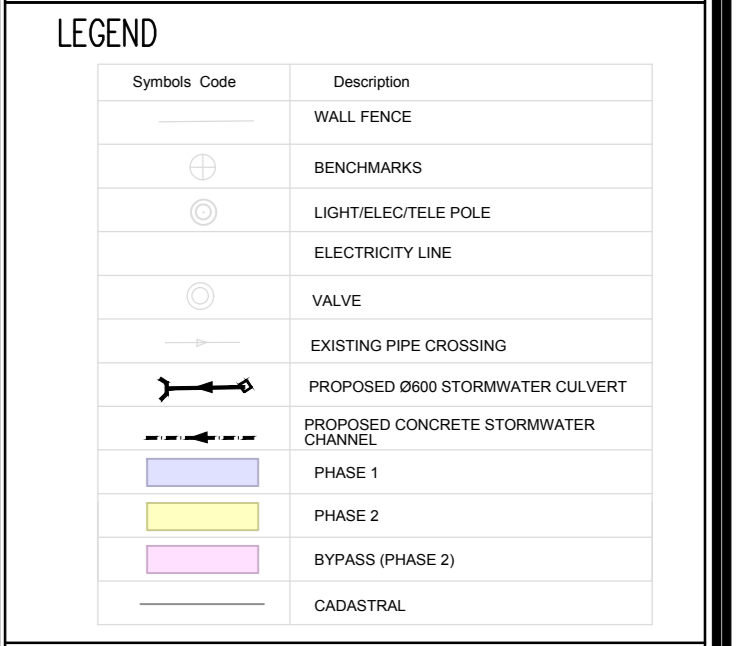 LEGEND
Symbols Code Description
WALL FENCE
BENCHMARKS
LIGHT/ELEC/TELE POLE
ELECTRICITY LINE
VALVE
EXISTING PIPE CROSSING
PROPOSED Ø600 STORMWATER CULVERT
PROPOSED CONCRETE STORMWATER
CHANNEL
PHASE 1
PHASE 2
BYPASS (PHASE 2)
CADASTRAL